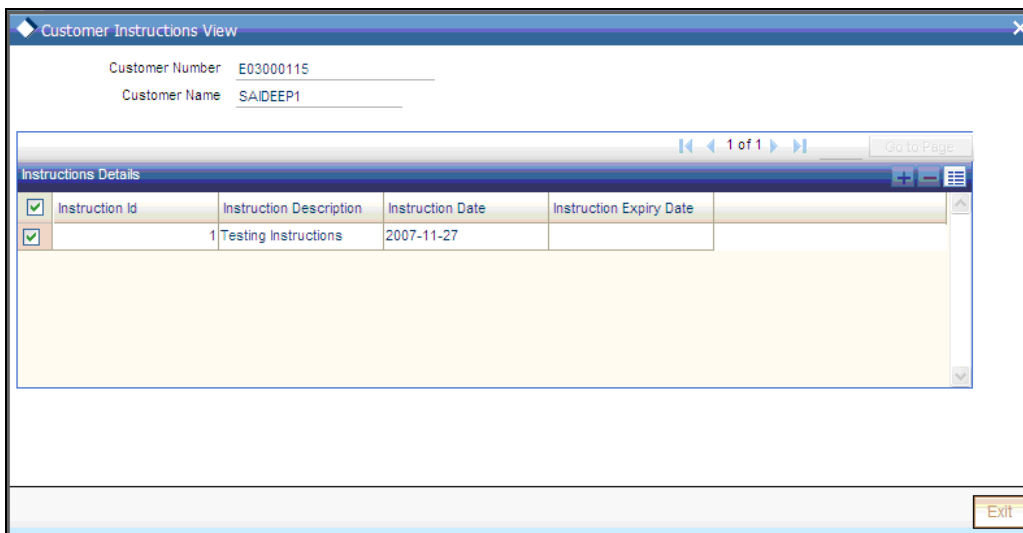 Customer Instructions View
Customer Number E03000115
Customer Name SAIDEEP1
1 of 1 Go to Page
Instructions Details
Instruction Id Instruction Description Instruction Date Instruction Expiry Date
1 Testing Instructions 2007-11-27
Exit